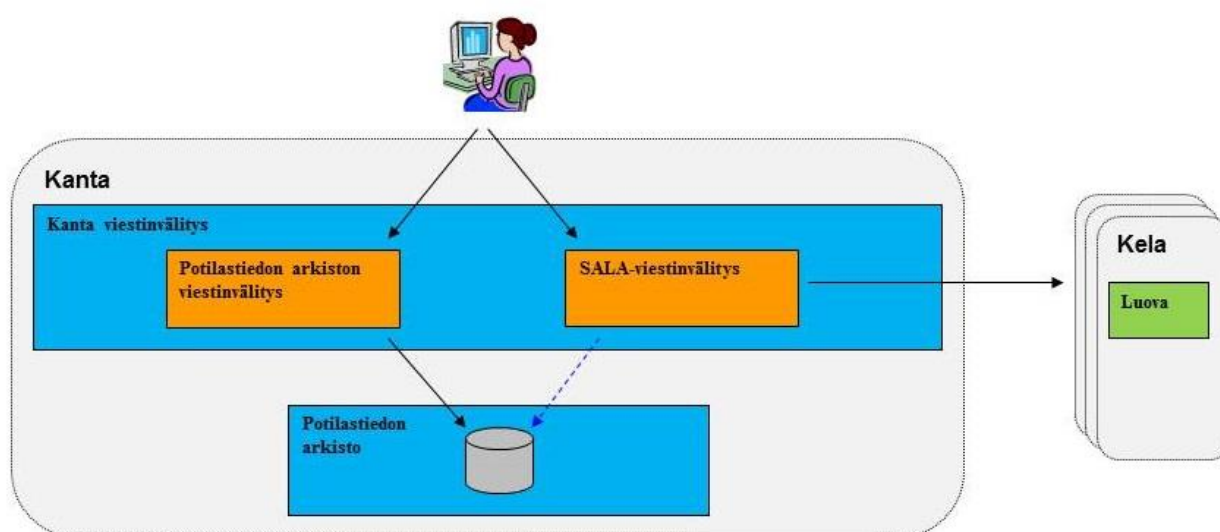 Kanta
Kanta viestinvälitys
Potilastiedon arkiston
viestinvälitys
SALA-viestinvälitys
Kela
Luova
Potilastiedon
arkisto